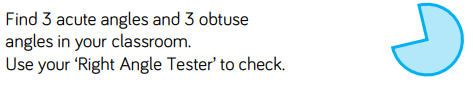 Find 3 acute angles and 3 obtuse
angles in your classroom.
Use your ‘Right Angle Tester’ to check.